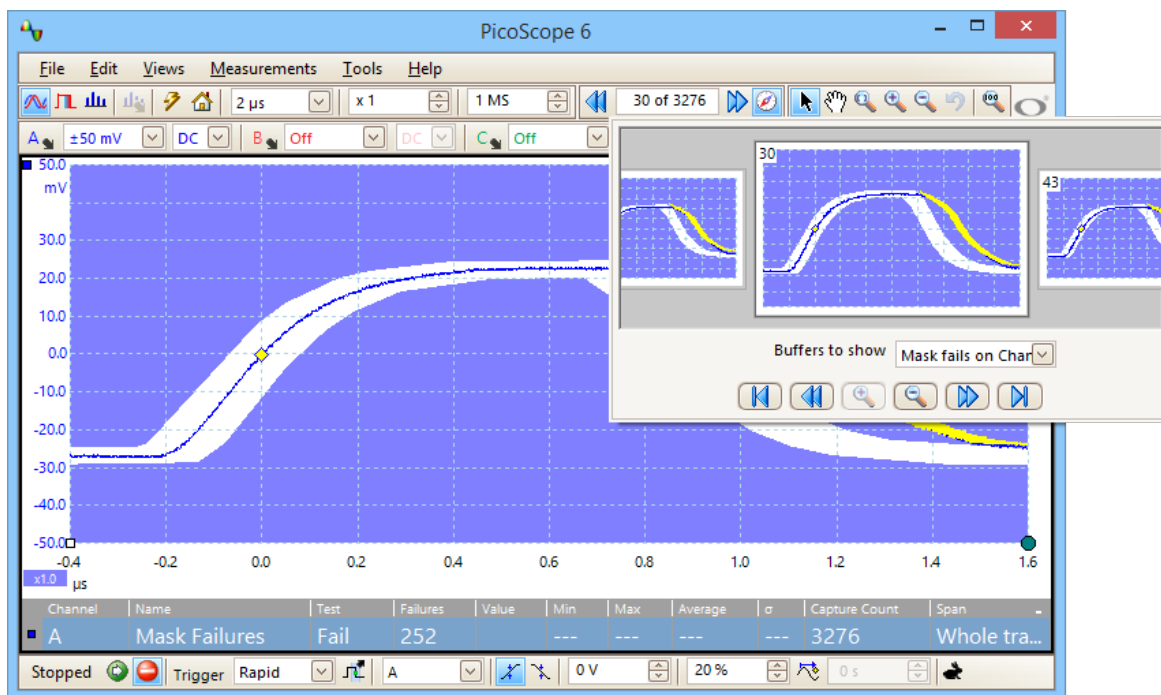 PicoScope 6
File Edit Views Measurements Tools Help
2 µs x 1 1 MS 30 of 3276
A ±50 mV DC B Off DC C Off
50.0
mV
30.0
20.0
10.0
0.0
-10.0
-20.0
-30.0
-40.0
-50.0
-0.4 -0.2 0.0 0.2 0.4 0.6 0.8 1.0 1.2 1.4 1.6
x1.0 µs
30
43
Buffers to show Mask fails on Chan
Channel Name Test Failures Value Min Max Average σ Capture Count Span
A Mask Failures Fail 252 --- --- --- --- 3276 Whole tra...
Stopped Trigger Rapid A 0 V 20 % 0 s